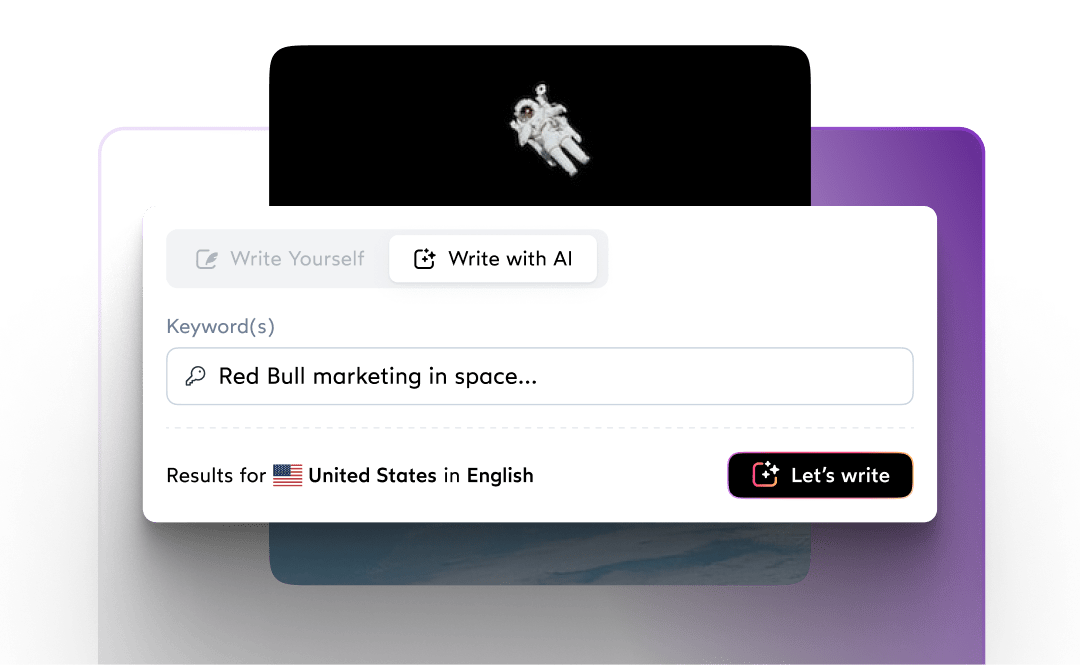 Write Yourself Write with AI
Keyword(s)
Red Bull marketing in space...
Results for United States in English
Let’s write